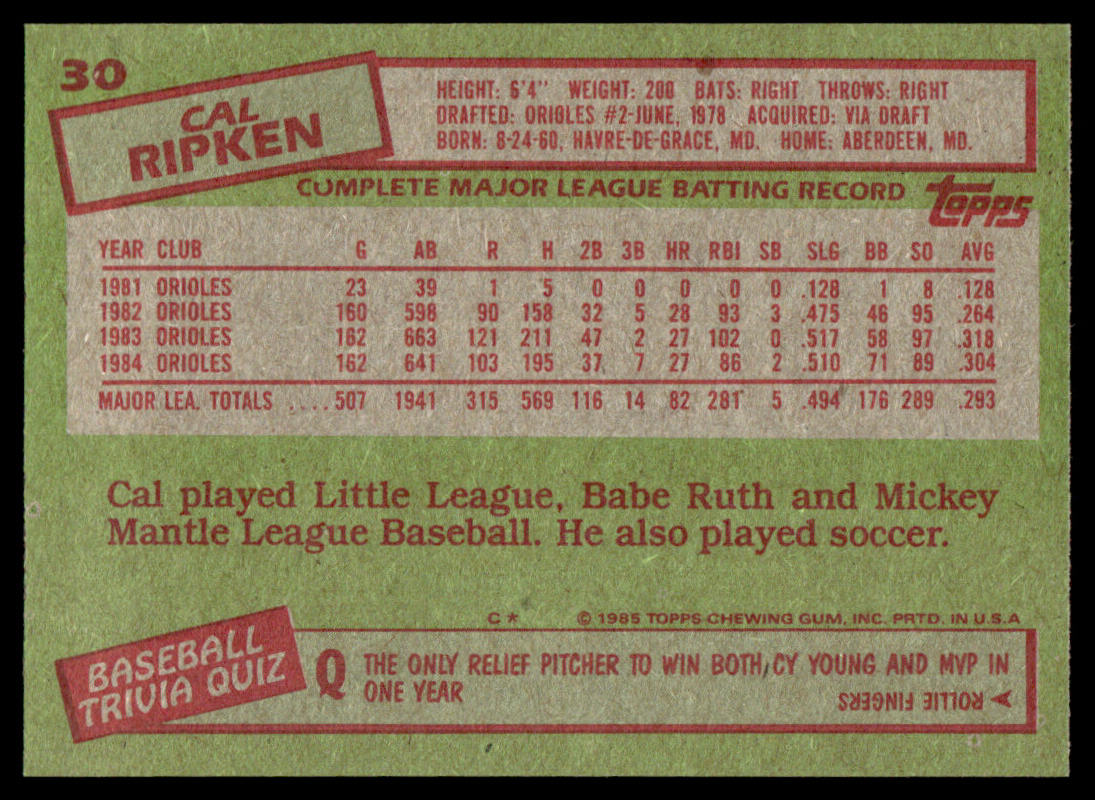 30
CAL
RIPKEN
HEIGHT: 6'4" WEIGHT: 200 BATS: RIGHT THROWS: RIGHT
DRAFTED: ORIOLES #2-JUNE, 1978 ACQUIRED: VIA DRAFT
BORN: 8-24-60, HAVRE-DE-GRACE, MD. HOME: ABERDEEN, MD.
COMPLETE MAJOR LEAGUE BATTING RECORD
TOPPS
YEAR CLUB G AB R H 2B 3B HR RBI SB SLG BB SO AVG
1981 ORIOLES 23 39 1 5 0 0 0 0 0 .128 1 8 .128
1982 ORIOLES 160 598 90 158 32 5 28 93 3 .475 46 95 .264
1983 ORIOLES 162 663 121 211 47 2 27 102 0 .517 58 97 .318
1984 ORIOLES 162 641 103 195 37 7 27 86 2 .510 71 89 .304
MAJOR LEA. TOTALS ....507 1941 315 569 116 14 82 281 5 .494 176 289 .293
Cal played Little League, Babe Ruth and Mickey
Mantle League Baseball. He also played soccer.
C * © 1985 TOPPS CHEWING GUM, INC. PRTD. IN U.S.A
BASEBALL
TRIVIA QUIZ
Q THE ONLY RELIEF PITCHER TO WIN BOTH CY YOUNG AND MVP IN
ONE YEAR
A ROLLIE FINGERS